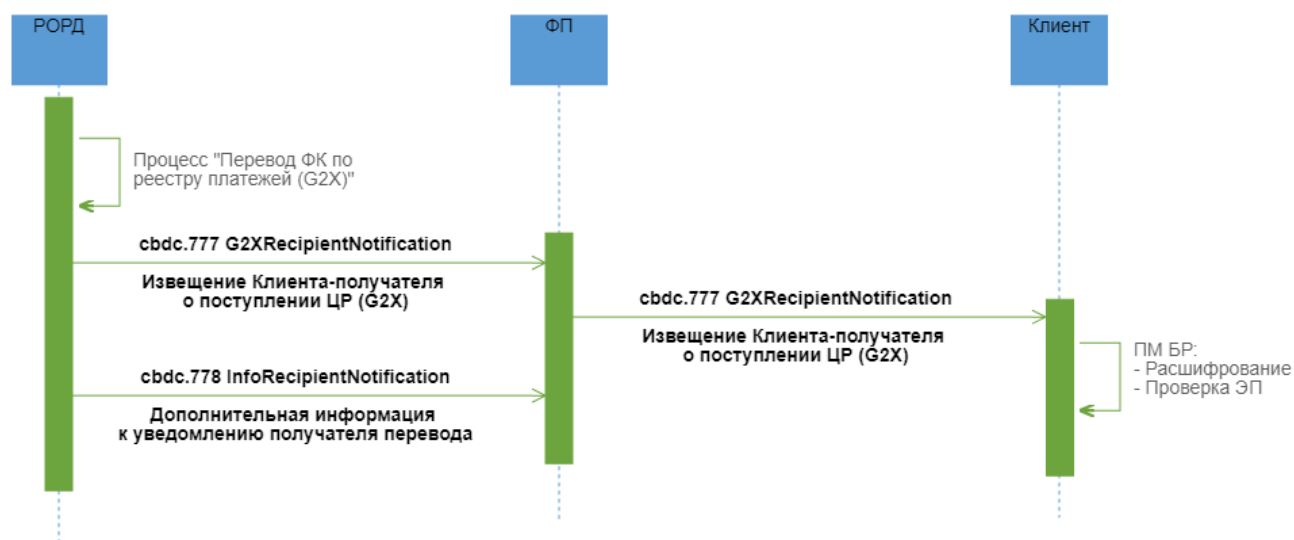 РОРД
ФП
Клиент
Процесс "Перевод ФК по
реестру платежей (G2X)"
cbdc.777 G2XRecipientNotification
Извещение Клиента-получателя
о поступлении ЦР (G2X)
cbdc.777 G2XRecipientNotification
Извещение Клиента-получателя
о поступлении ЦР (G2X)
ПМ БР:
- Расшифрование
- Проверка ЭП
cbdc.778 InfoRecipientNotification
Дополнительная информация
к уведомлению получателя перевода